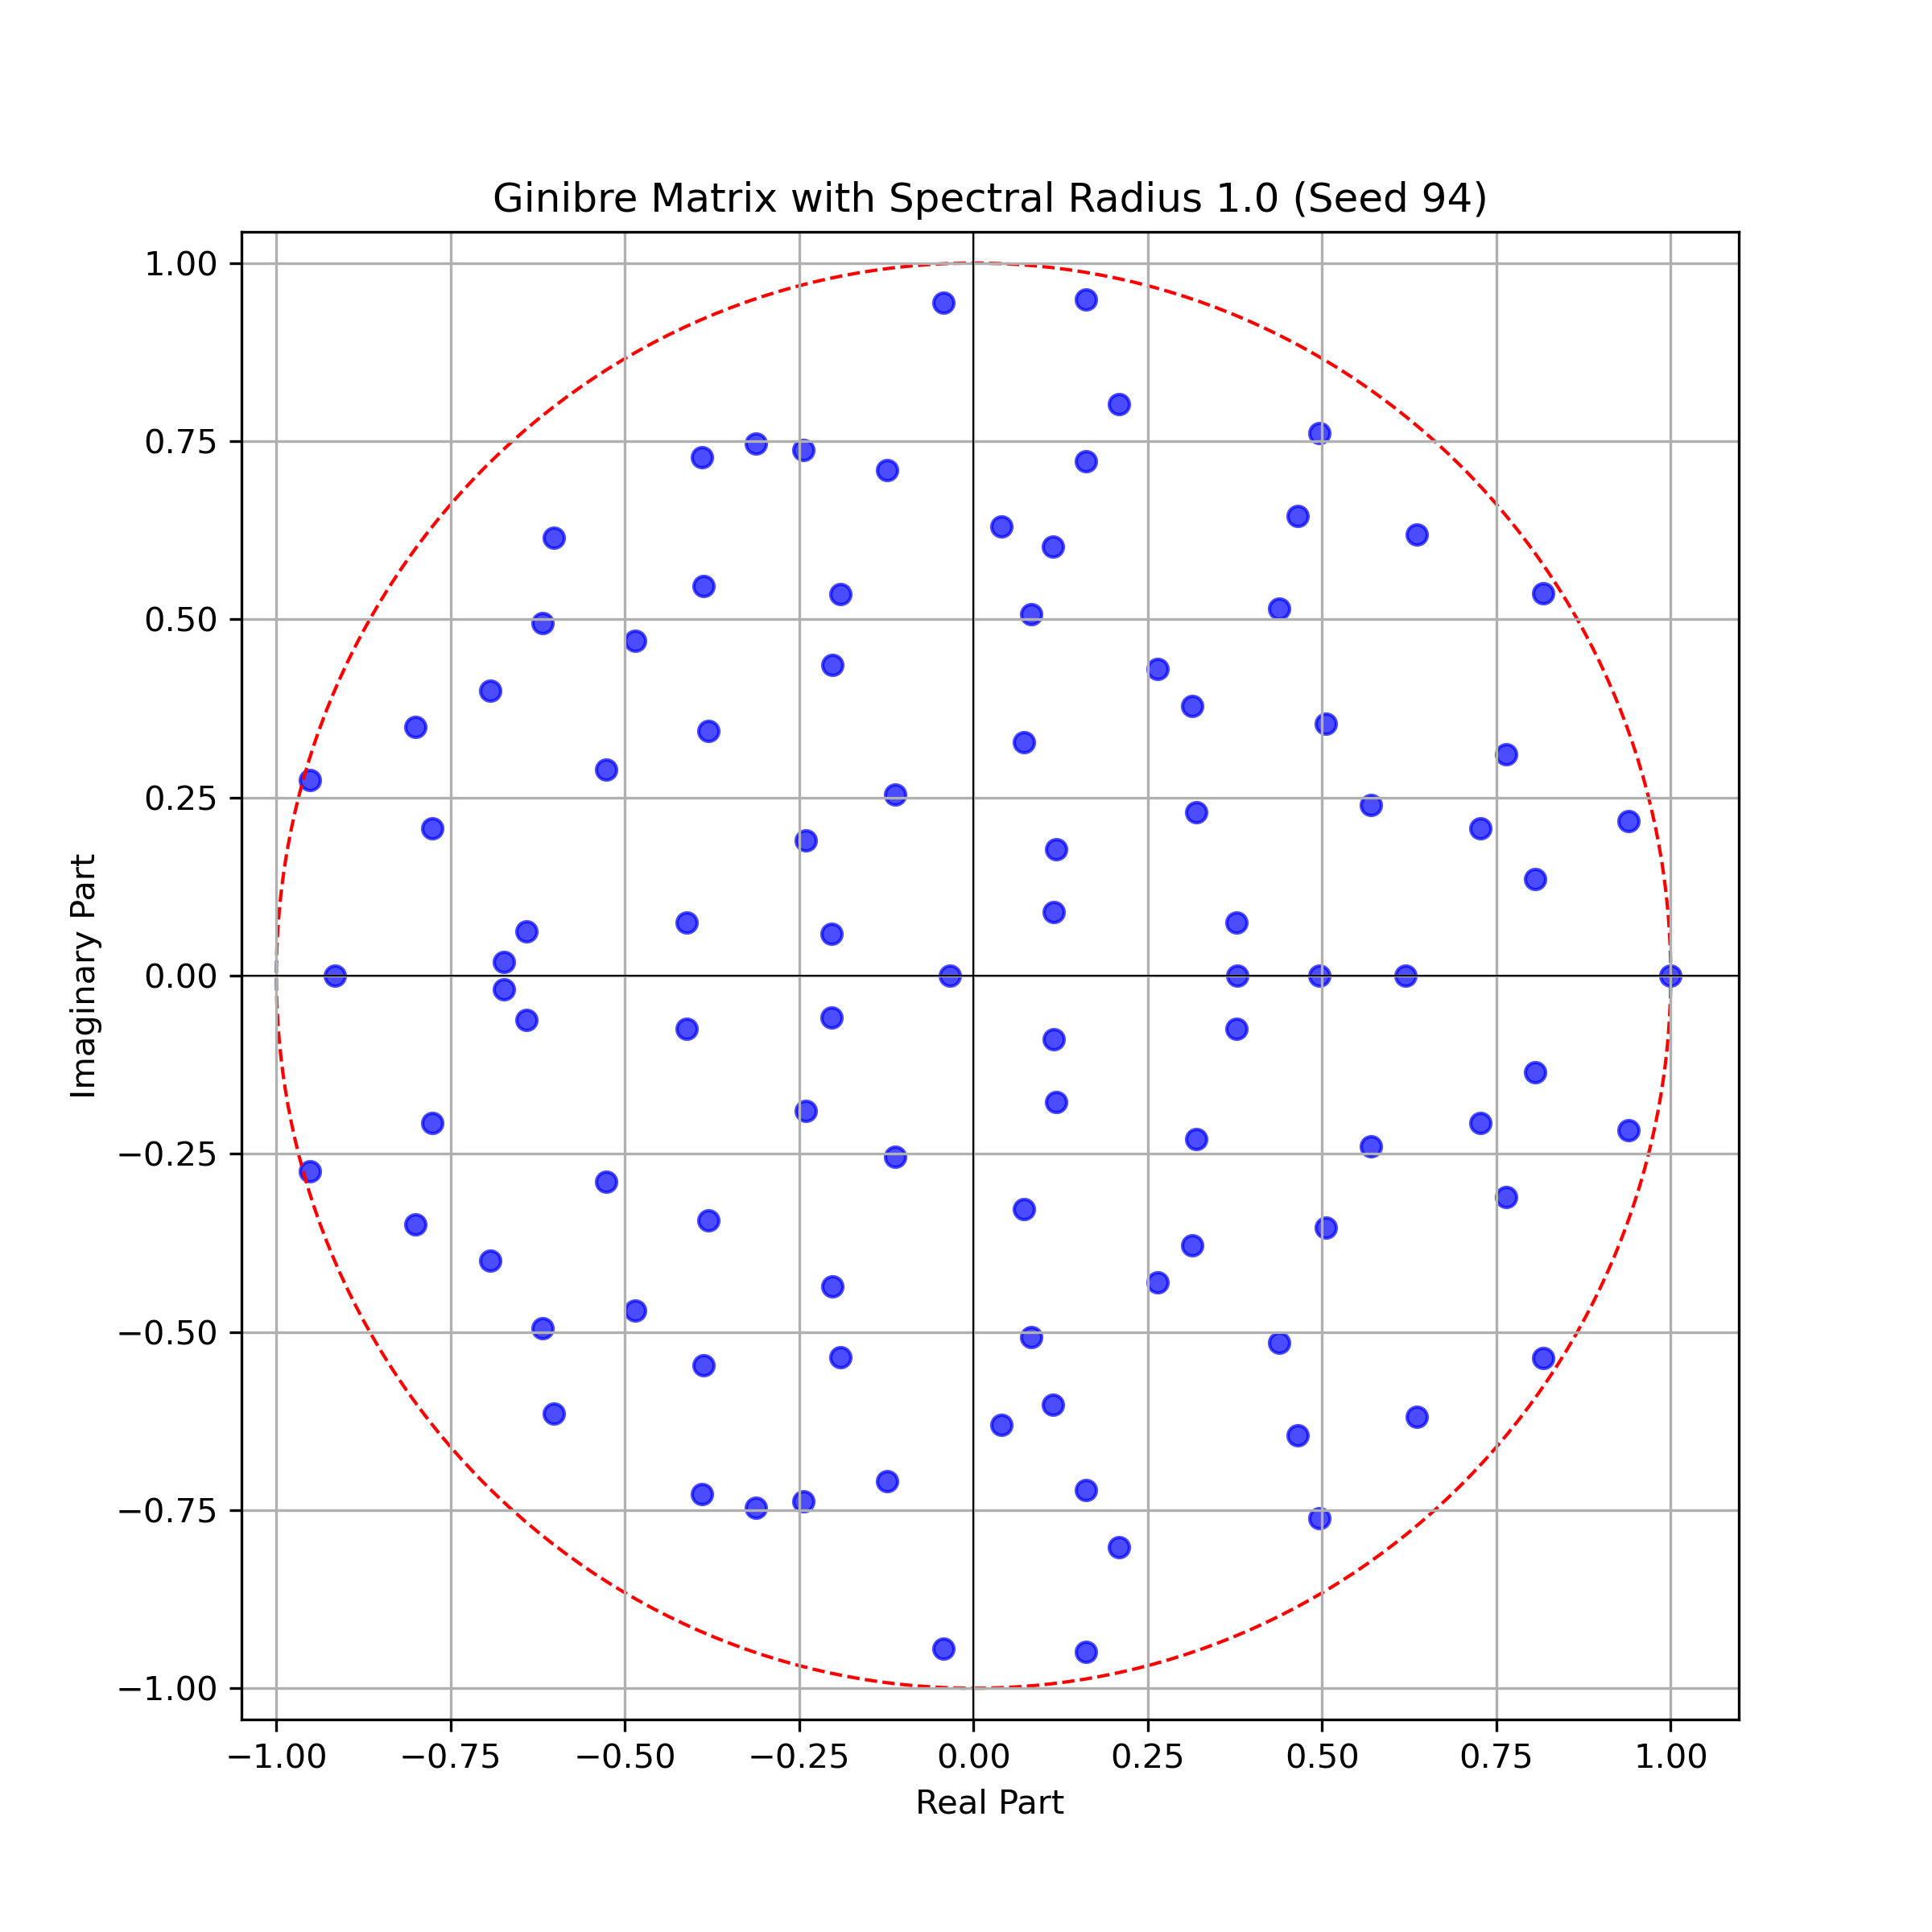 Ginibre Matrix with Spectral Radius 1.0 (Seed 94)
1.00
0.75
0.50
0.25
0.00
−0.25
−0.50
−0.75
−1.00
Imaginary Part
−1.00 −0.75 −0.50 −0.25 0.00 0.25 0.50 0.75 1.00
Real Part